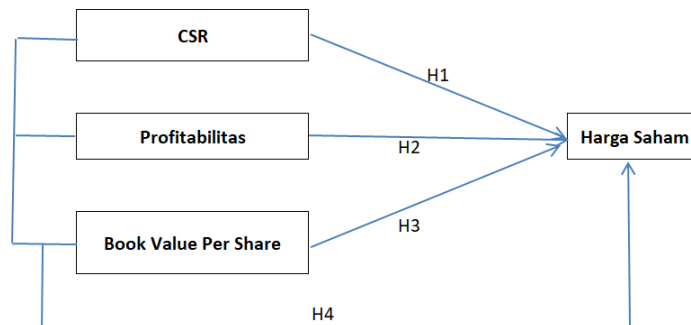 CSR
H1
Profitabilitas
H2
Harga Saham
Book Value Per Share
H3
H4